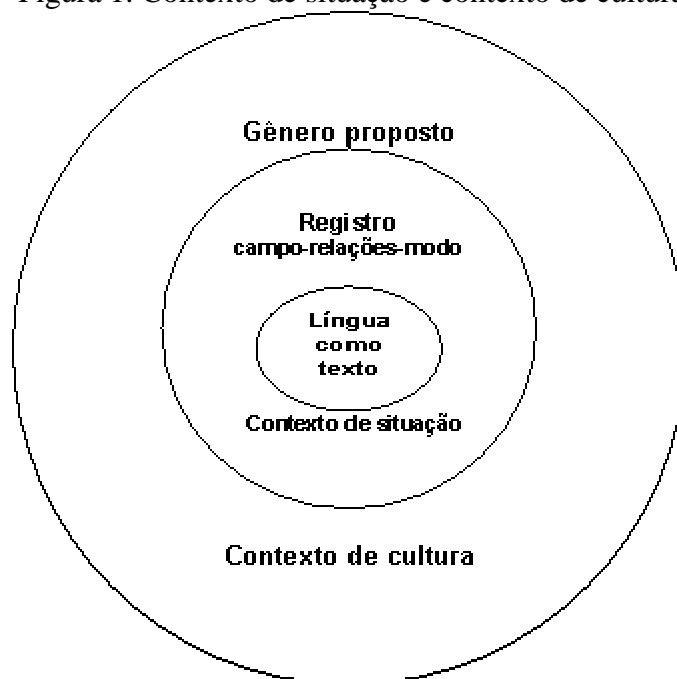 Figura 1: Contexto de situação e contexto de cultura
Gênero proposto
Registro
campo-relações-modo
Língua
como
texto
Contexto de situação
Contexto de cultura